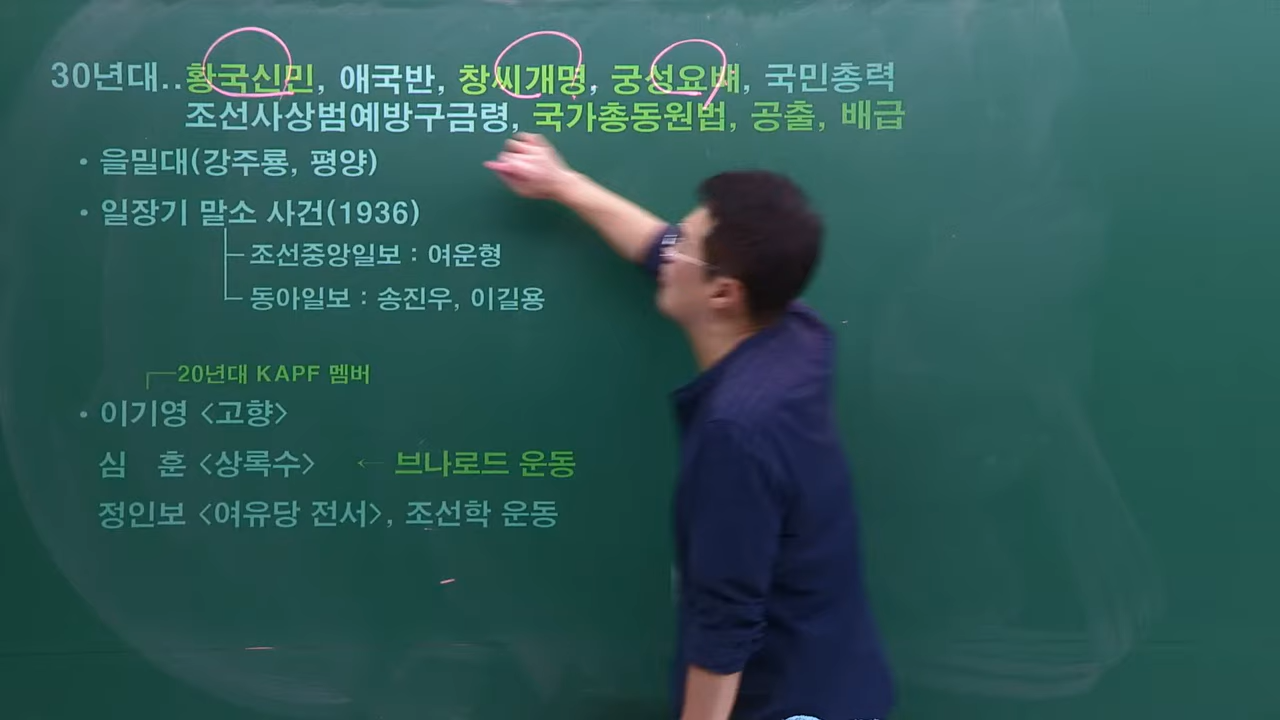 30년대..황국신민, 애국반, 창씨개명, 궁성요배, 국민총력
조선사상범예방구금령, 국가총동원법, 공출, 배급
· 을밀대(강주룡, 평양)
· 일장기 말소 사건(1936)
조선중앙일보 : 여운형
동아일보 : 송진우, 이길용
20년대 KAPF 멤버
· 이기영 <고향>
심 훈 <상록수> ← 브나로드 운동
정인보 <여유당 전서>, 조선학 운동